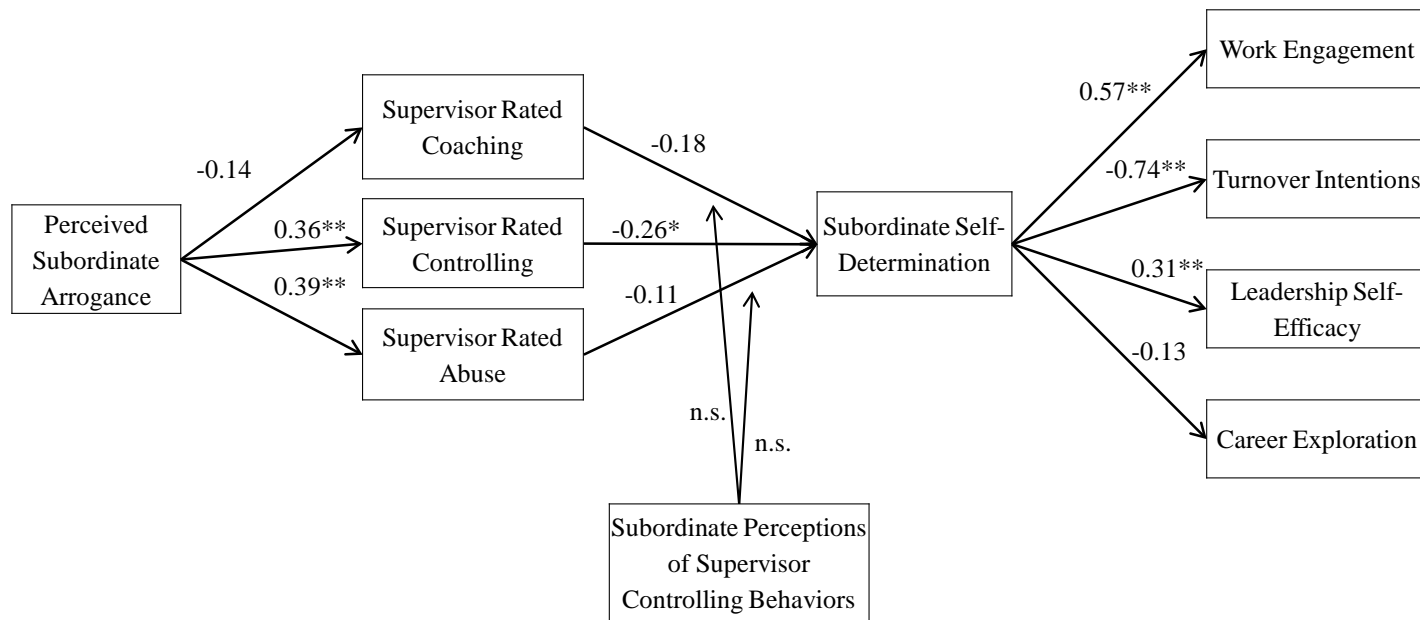 Perceived
Subordinate
Arrogance
-0.14
0.36**
0.39**
Supervisor Rated
Coaching
Supervisor Rated
Controlling
Supervisor Rated
Abuse
-0.18
-0.26*
-0.11
n.s.
n.s.
Subordinate Perceptions
of Supervisor
Controlling Behaviors
Subordinate Self-
Determination
0.57**
-0.74**
0.31**
-0.13
Work Engagement
Turnover Intentions
Leadership Self-
Efficacy
Career Exploration